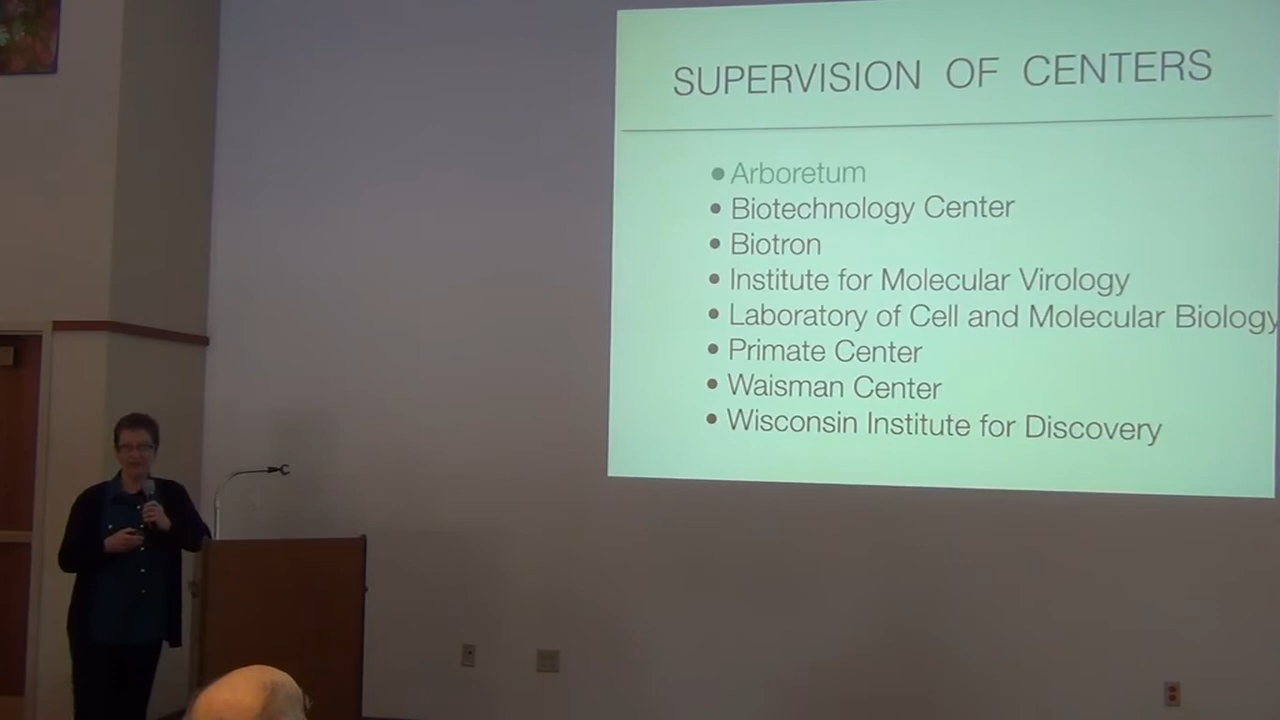 SUPERVISION OF CENTERS
• Arboretum
• Biotechnology Center
• Biotron
• Institute for Molecular Virology
• Laboratory of Cell and Molecular Biology
• Primate Center
• Waisman Center
• Wisconsin Institute for Discovery